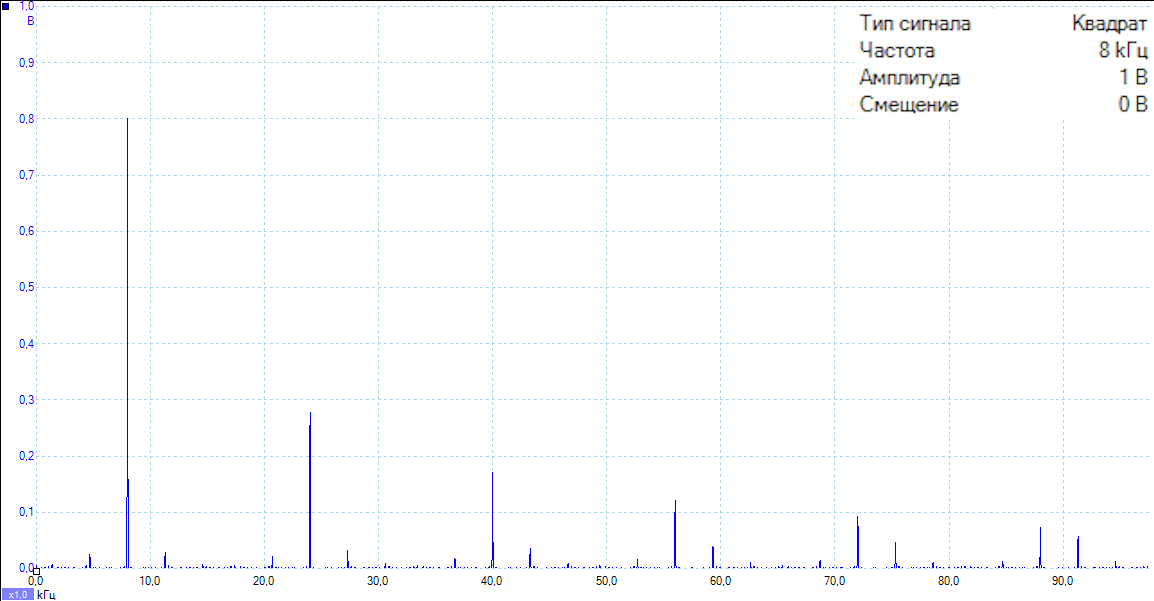 1,0
В
0,9
0,8
0,7
0,6
0,5
0,4
0,3
0,2
0,1
0,0
0,0 10,0 20,0 30,0 40,0 50,0 60,0 70,0 80,0 90,0
x1,0 кГц
Тип сигнала Квадрат
Частота 8 kГц
Амплитуда 1 В
Смещение 0 В